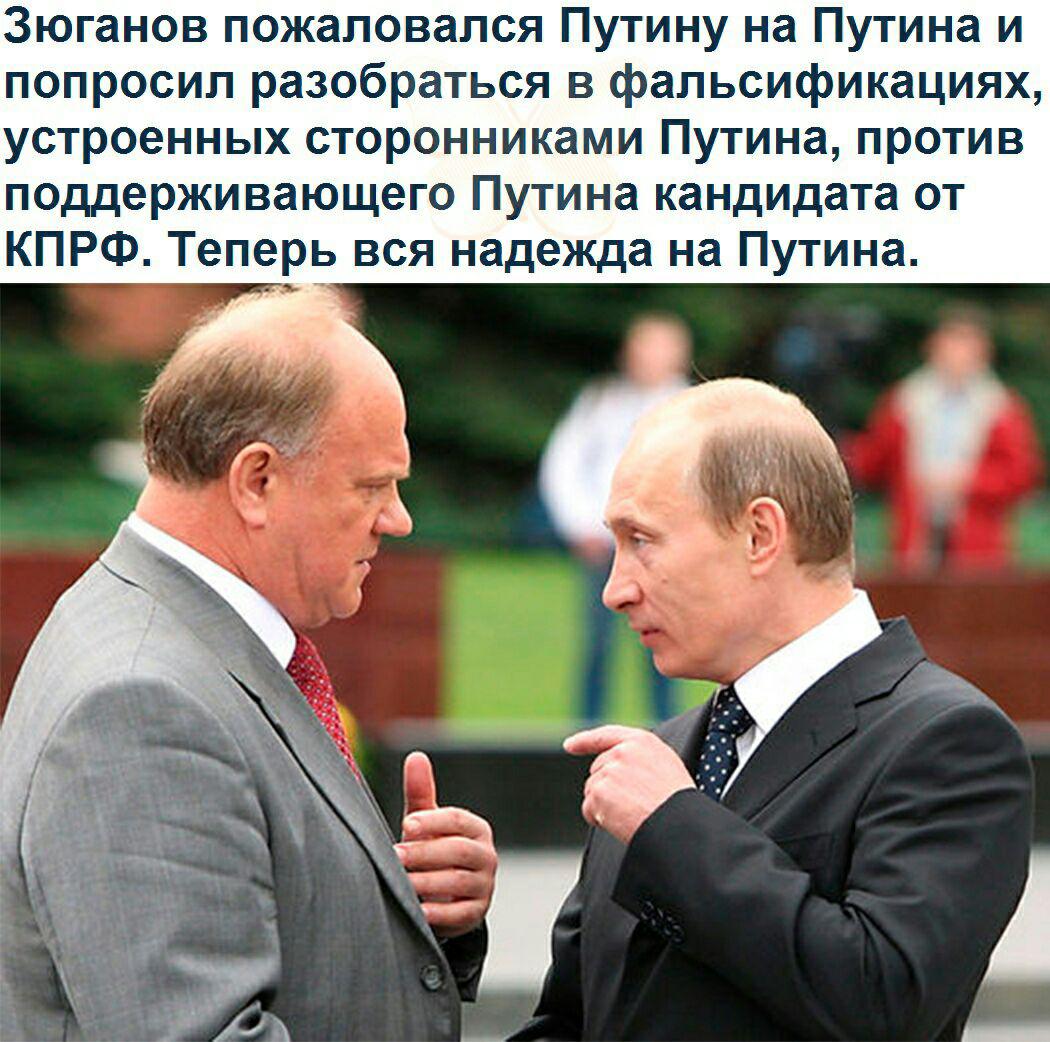 Зюганов пожаловался Путину на Путина и
попросил разобраться в фальсификациях,
устроенных сторонниками Путина, против
поддерживающего Путина кандидата от
КПРФ. Теперь вся надежда на Путина.